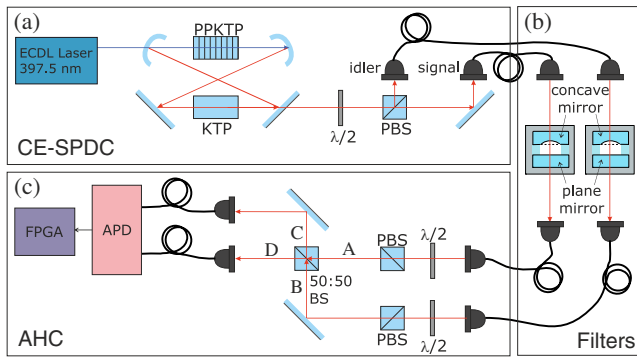 (a)
ECDL Laser
397.5 nm
PPKTP
KTP
λ/2
PBS
idler
signal
CE-SPDC
(b)
concave
mirror
plane
mirror
Filters
(c)
FPGA
APD
C
D
A
B
50:50
BS
PBS
λ/2
PBS
λ/2
AHC